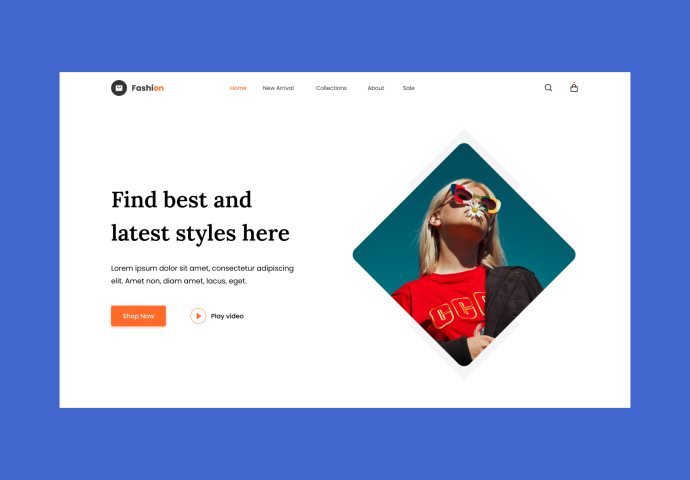 Fashion
Home New Arrival Collections About Sale
Find best and
latest styles here
Lorem ipsum dolor sit amet, consectetur adipiscing
elit. Amet non, diam amet, lacus, eget.
Shop Now Play video